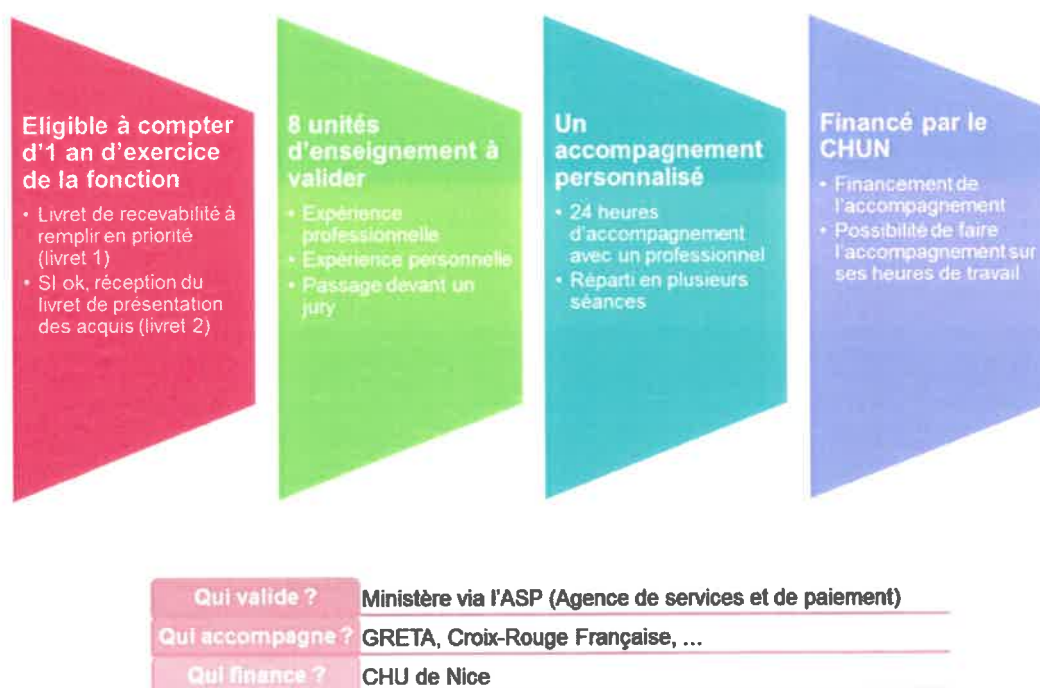 Eligible à compter
d'1 an d'exercice
de la fonction
• Livret de recevabilité à
remplir en priorité
(livret 1)
• SI ok, réception du
livret de présentation
des acquis (livret 2)
8 unités
d'enseignement à
valider
• Expérience
professionnelle
• Expérience personnelle
• Passage devant un
jury
Un
accompagnement
personnalisé
• 24 heures
d'accompagnement
avec un professionnel
• Réparti en plusieurs
séances
Financé par le
CHUN
• Financement de
l'accompagnement
• Possibilité de faire
l'accompagnement sur
ses heures de travail
Qui valide ? Ministère via l'ASP (Agence de services et de paiement)
Qui accompagne ? GRETA, Croix-Rouge Française, ...
Qui finance ? CHU de Nice